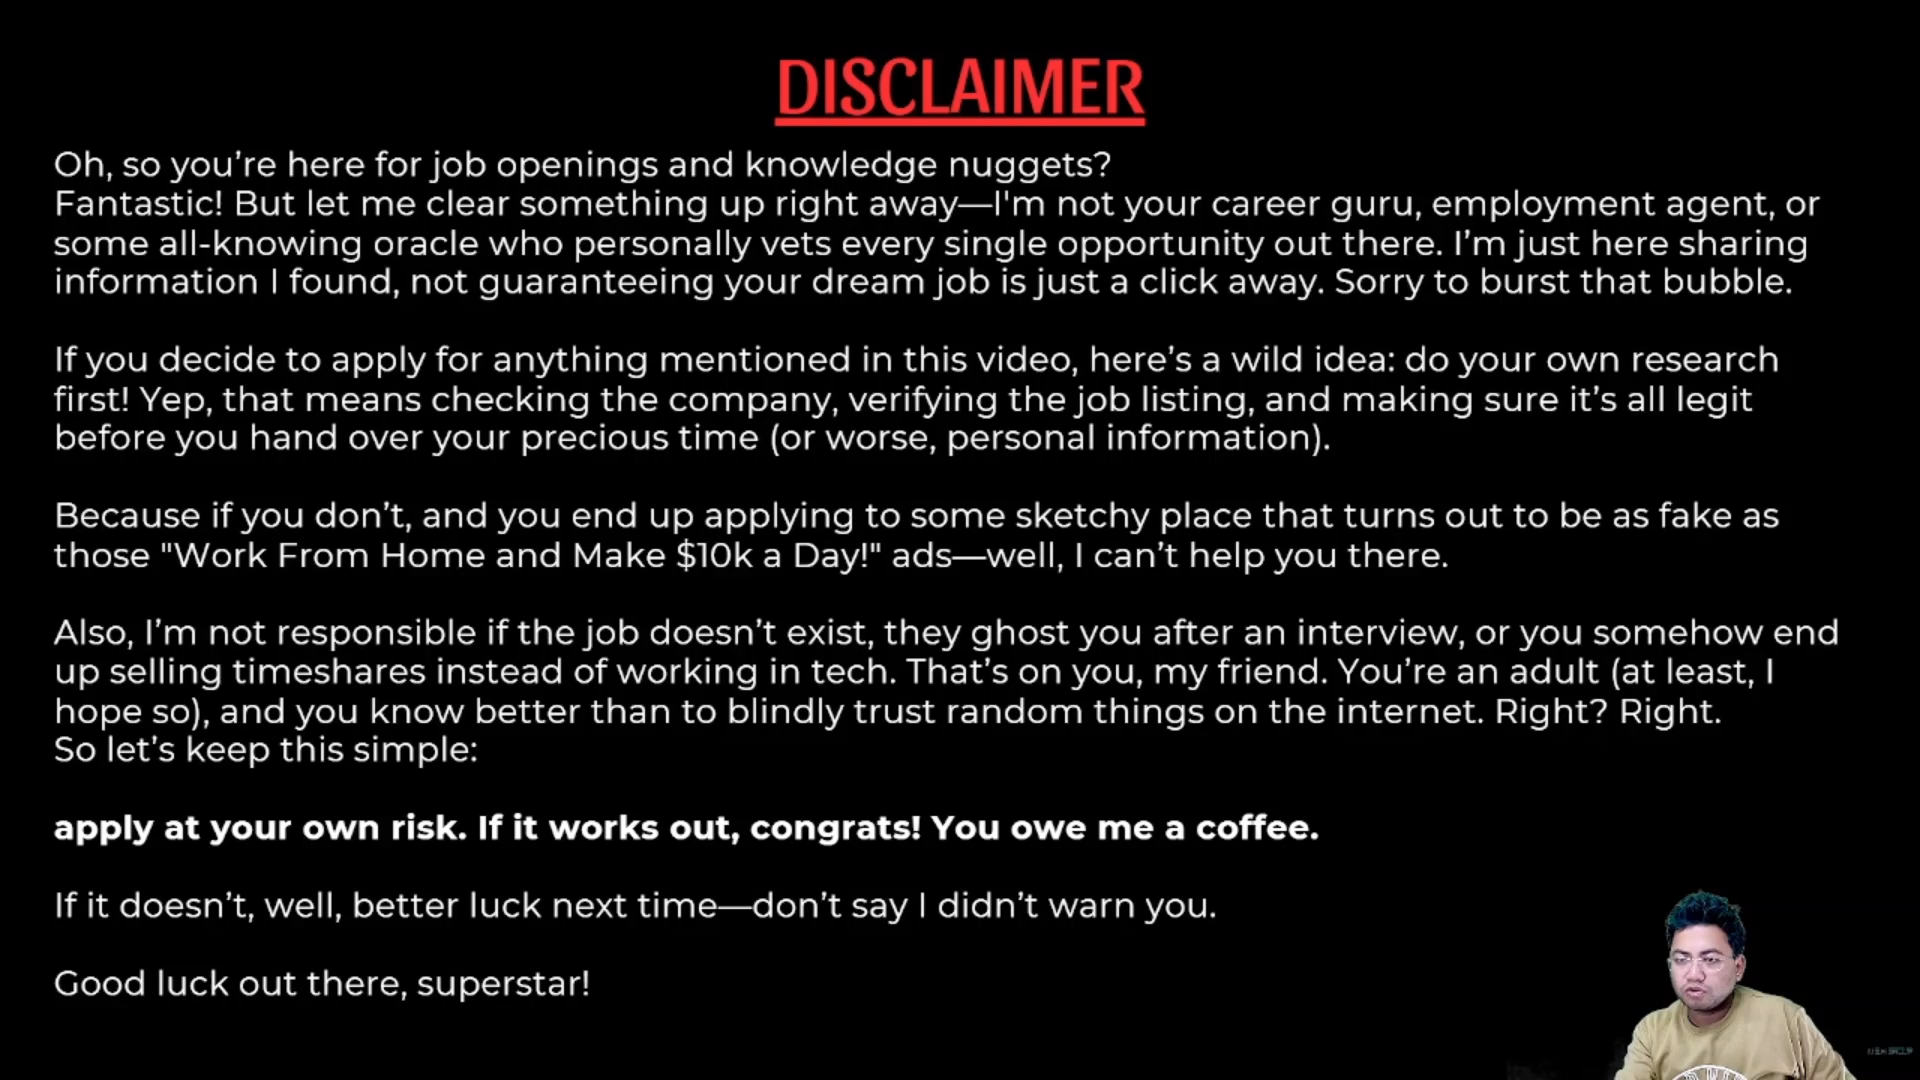 DISCLAIMER
Oh, so you’re here for job openings and knowledge nuggets?
Fantastic! But let me clear something up right away—I'm not your career guru, employment agent, or
some all-knowing oracle who personally vets every single opportunity out there. I’m just here sharing
information I found, not guaranteeing your dream job is just a click away. Sorry to burst that bubble.
If you decide to apply for anything mentioned in this video, here’s a wild idea: do your own research
first! Yep, that means checking the company, verifying the job listing, and making sure it’s all legit
before you hand over your precious time (or worse, personal information).
Because if you don’t, and you end up applying to some sketchy place that turns out to be as fake as
those "Work From Home and Make $10k a Day!" ads—well, I can’t help you there.
Also, I’m not responsible if the job doesn’t exist, they ghost you after an interview, or you somehow end
up selling timeshares instead of working in tech. That’s on you, my friend. You’re an adult (at least, I
hope so), and you know better than to blindly trust random things on the internet. Right? Right.
So let’s keep this simple:
apply at your own risk. If it works out, congrats! You owe me a coffee.
If it doesn’t, well, better luck next time—don’t say I didn’t warn you.
Good luck out there, superstar!